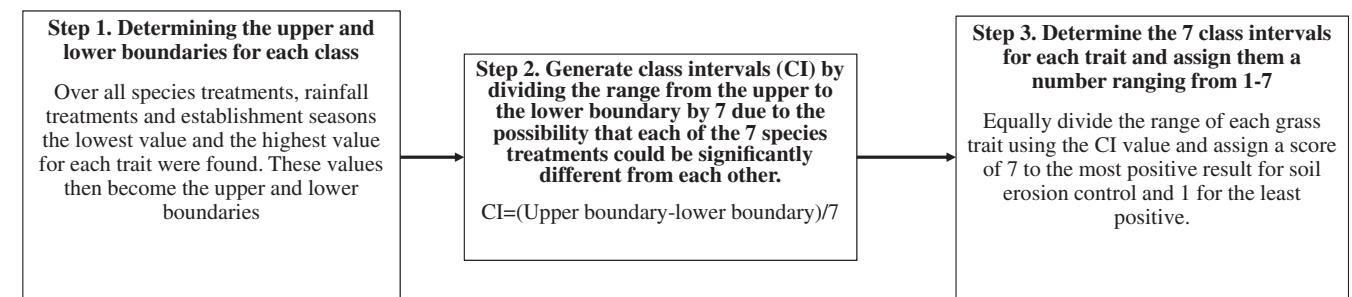 Step 1. Determining the upper and
lower boundaries for each class
Over all species treatments, rainfall
treatments and establishment seasons
the lowest value and the highest value
for each trait were found. These values
then become the upper and lower
boundaries
Step 2. Generate class intervals (CI) by
dividing the range from the upper to
the lower boundary by 7 due to the
possibility that each of the 7 species
treatments could be significantly
different from each other.
CI=(Upper boundary-lower boundary)/7
Step 3. Determine the 7 class intervals
for each trait and assign them a
number ranging from 1-7
Equally divide the range of each grass
trait using the CI value and assign a score
of 7 to the most positive result for soil
erosion control and 1 for the least
positive.